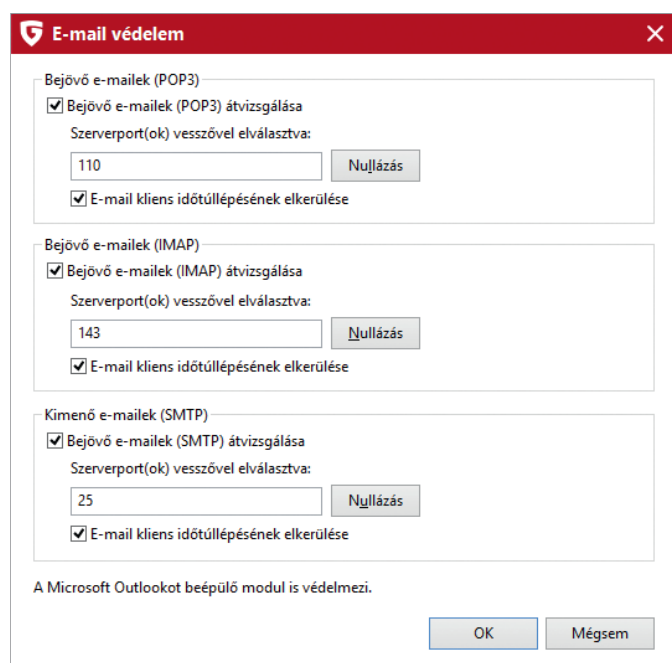 E-mail védelem
Bejövő e-mailek (POP3)
Bejövő e-mailek (POP3) átvizsgálása
Szerverport(ok) vesszővel elválasztva:
110 Nullázás
E-mail kliens időtúllépésének elkerülése
Bejövő e-mailek (IMAP)
Bejövő e-mailek (IMAP) átvizsgálása
Szerverport(ok) vesszővel elválasztva:
143 Nullázás
E-mail kliens időtúllépésének elkerülése
Kimenő e-mailek (SMTP)
Bejövő e-mailek (SMTP) átvizsgálása
Szerverport(ok) vesszővel elválasztva:
25 Nullázás
E-mail kliens időtúllépésének elkerülése
A Microsoft Outlookot beépülő modul is védelmezi.
OK Mégsem